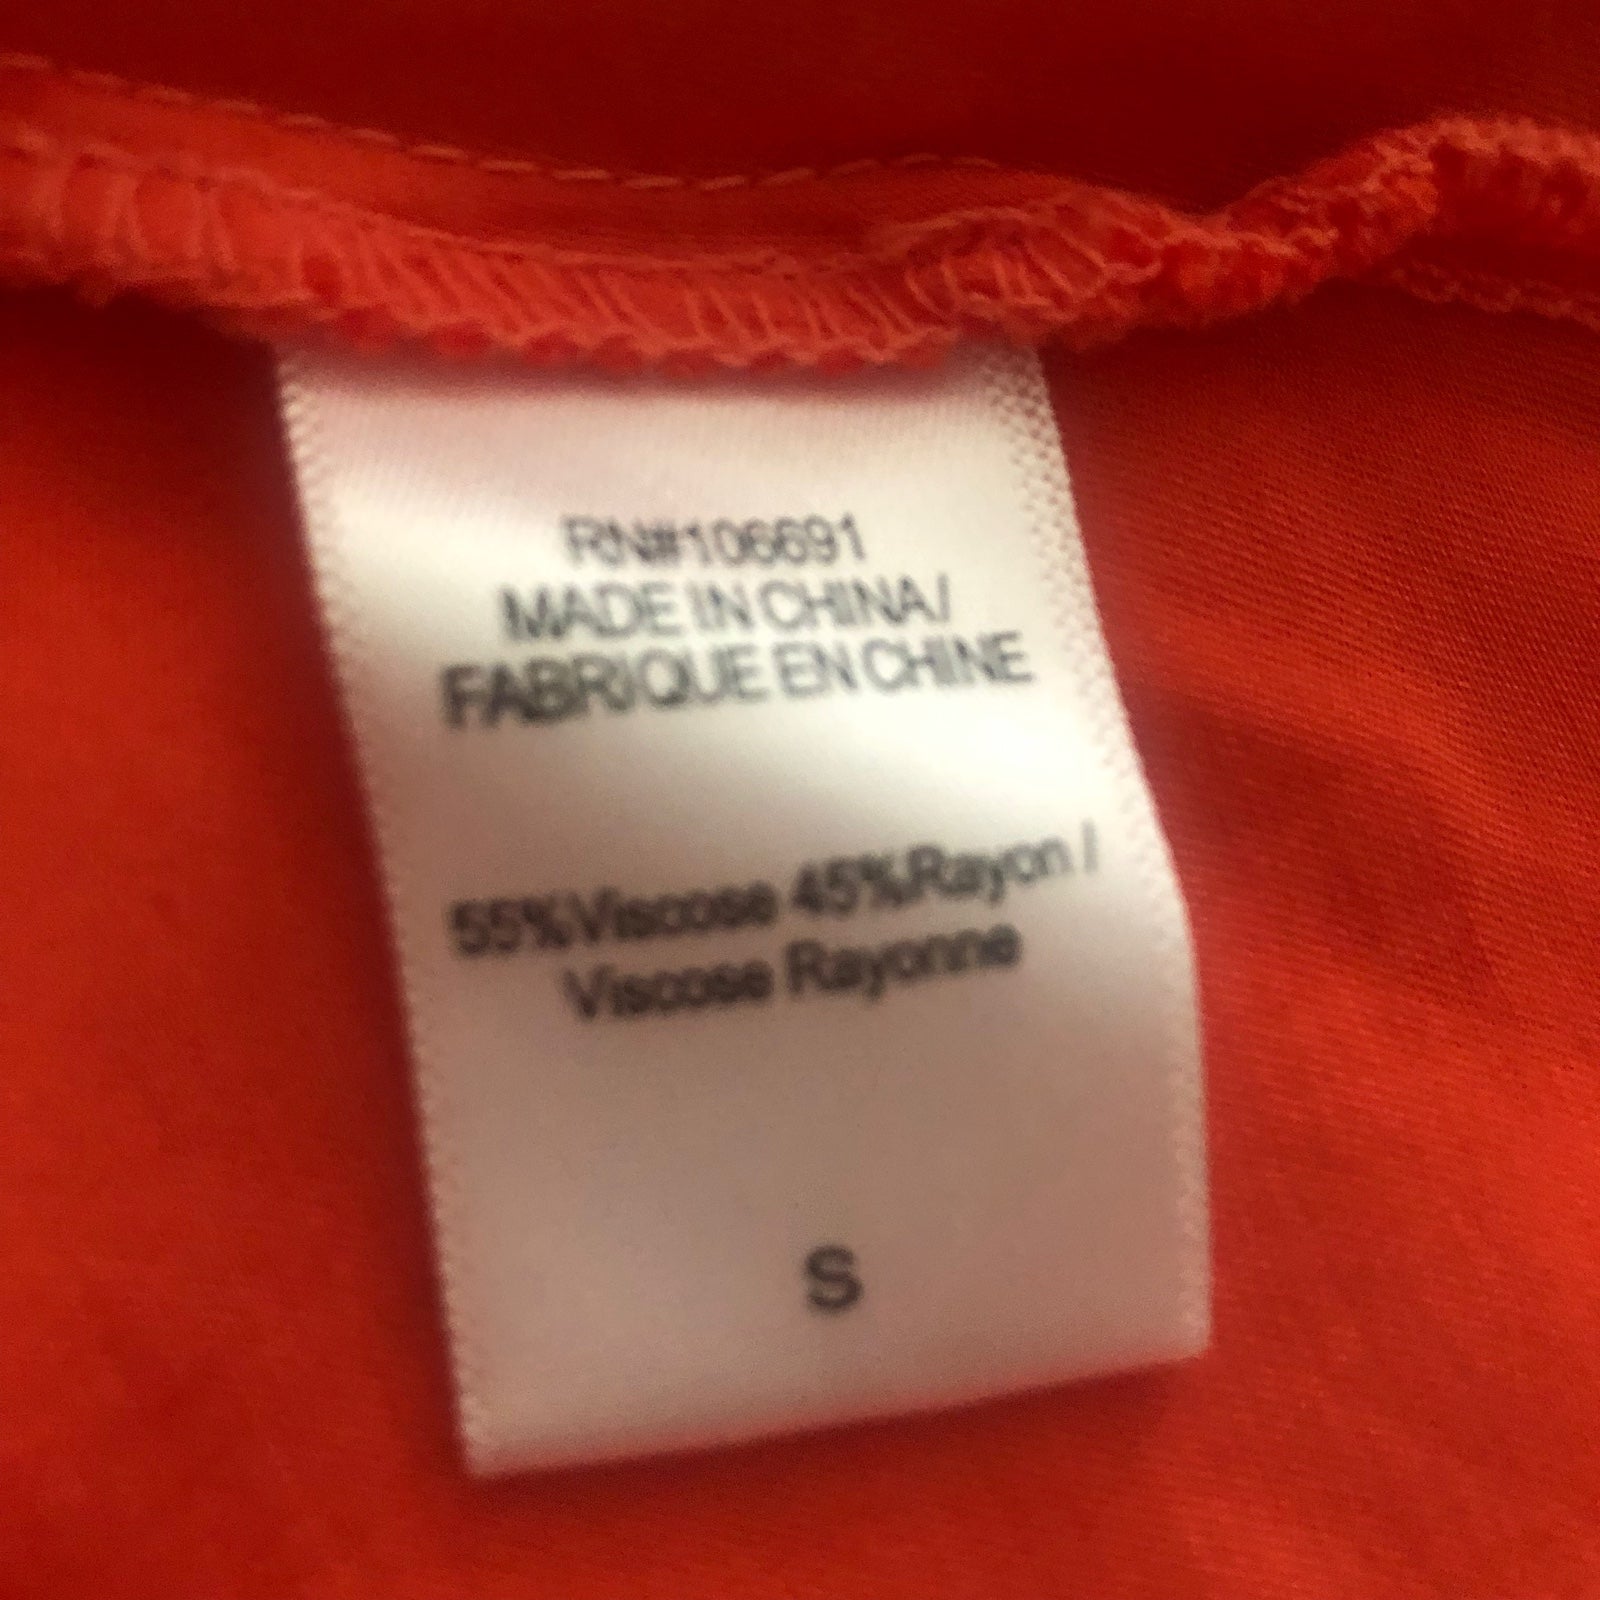 RN#106691
MADE IN CHINA/
FABRIQUE EN CHINE
55%Viscose 45%Rayon /
Viscose Rayonne
S